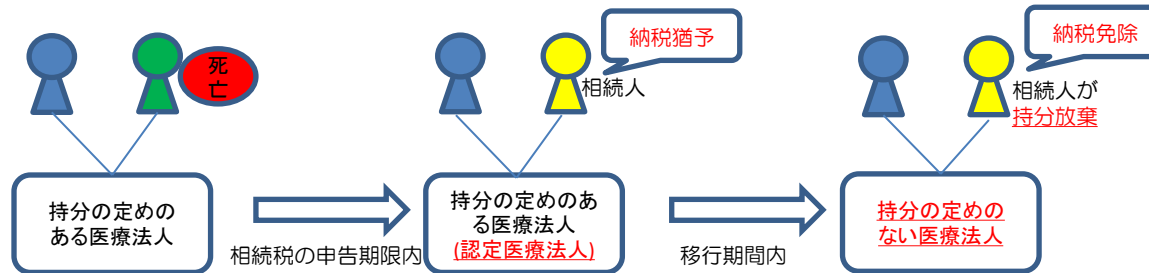 死
亡
納税猶予
相続人
納税免除
相続人が
持分放棄
持分の定めの
ある医療法人
相続税の申告期限内
持分の定めのあ
る医療法人
(認定医療法人)
移行期間内
持分の定めの
ない医療法人